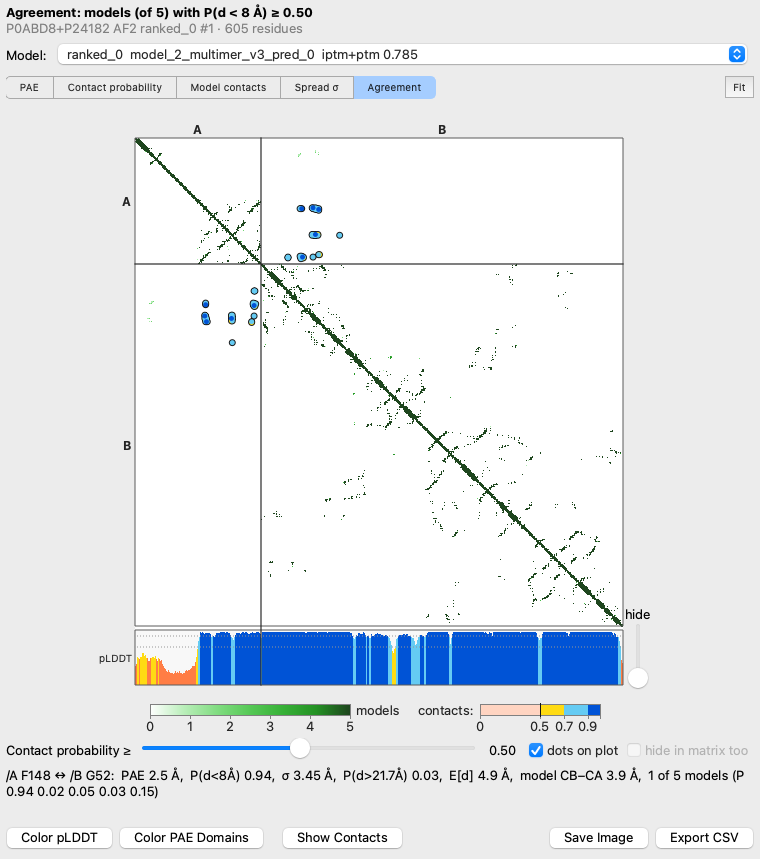 Agreement: models (of 5) with P(d < 8 Å) ≥ 0.50
P0ABD8+P24182 AF2 ranked_0 #1 · 605 residues
Model: ranked_0 model_2_multimer_v3_pred_0 iptm+ptm 0.785
PAE Contact probability Model contacts Spread σ Agreement Fit
A B
A
B
hide
pLDDT
models contacts:
0 1 2 3 4 5 0 0.5 0.7 0.9
Contact probability ≥ 0.50 dots on plot hide in matrix too
/A F148 ↔ /B G52: PAE 2.5 Å, P(d<8Å) 0.94, σ 3.45 Å, P(d>21.7Å) 0.03, E[d] 4.9 Å, model CB–CA 3.9 Å, 1 of 5 models (P
0.94 0.02 0.05 0.03 0.15)
Color pLDDT Color PAE Domains Show Contacts Save Image Export CSV